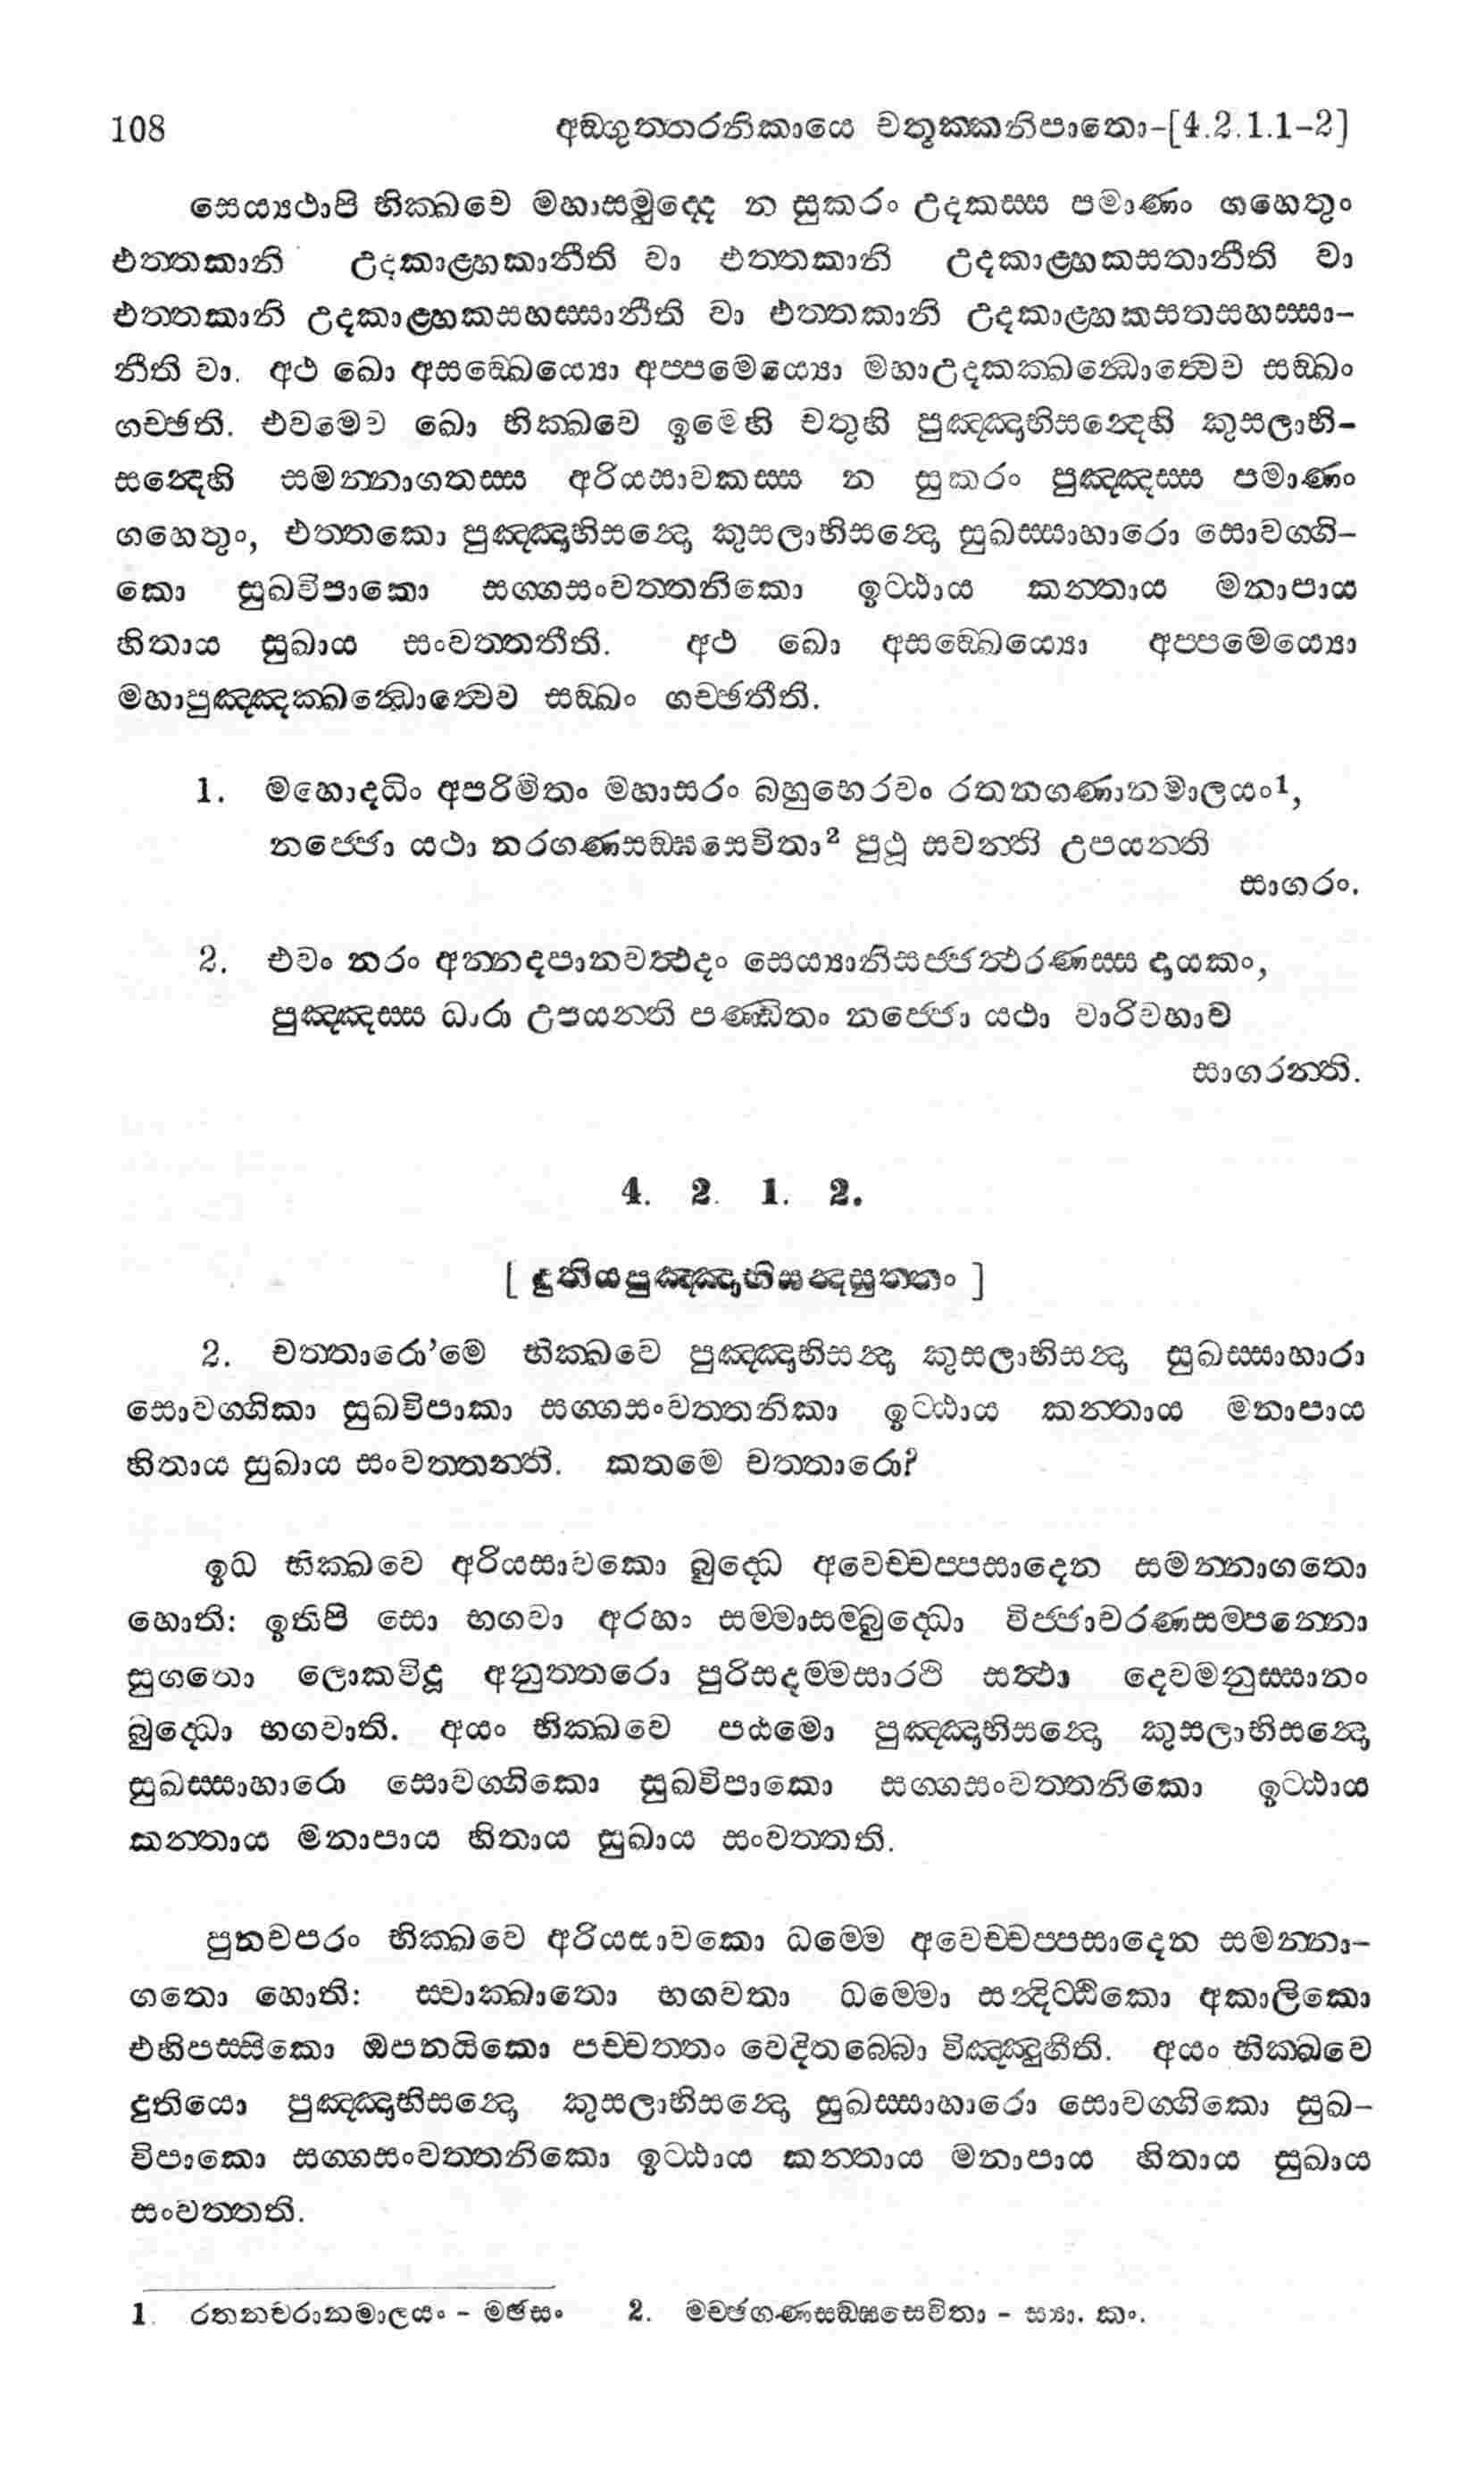 108 අඞ්ගුත්තරනිකායෙ චතුක්කනිපාතො-[4.2.1.1-2]
සෙය්‍යථාපි භික්ඛවෙ මහාසමුද්දෙ න සුකරං උදකස්ස පමාණං ගහෙතුං
එත්තකානි උදකාළ්හකානීති වා එත්තකානි උදකාළ්හකසතානීති වා
එත්තකානි උදකාළ්හකසහස්සානීති වා එත්තකානි උදකාළ්හකසතසහස්සා-
නීති වා. අථ ඛො අසඞ්ඛෙය්‍යො අප්පමෙය්‍යො මහාඋදකක්ඛන්ධොත්වෙව සඞ්ඛං
ගච්ඡති. එවමෙව ඛො භික්ඛවෙ ඉමෙහි චතුහි පුඤ්ඤාභිසන්දෙහි කුසලාභි-
සන්දෙහි සමන්නාගතස්ස අරියසාවකස්ස න සුකරං පුඤ්ඤස්ස පමාණං
ගහෙතුං, එත්තකො පුඤ්ඤාභිසන්දො කුසලාභිසන්දො සුඛස්සාහාරො සොවග්ගි-
කො සුඛවිපාකො සග්ගසංවත්තනිකො ඉට්ඨාය කන්තාය මනාපාය
හිතාය සුඛාය සංවත්තතීති. අථ ඛො අසඞ්ඛෙය්‍යො අප්පමෙය්‍යො
මහාපුඤ්ඤක්ඛන්ධොත්වෙව සඞ්ඛං ගච්ඡතීති.
1. මහොදධිං අපරිමිතං මහාසරං බහුභෙරවං රතනගණානමාලයං¹,
නජ්ජො යථා නරගණසඞ්ඝසෙවිතා² පුථූ සවන්ති උපයන්ති
සාගරං.
2. එවං නරං අන්නදපානවත්ථදං සෙය්‍යානිසජ්ජත්ථරණස්ස දායකං,
පුඤ්ඤස්ස ධාරා උපයන්ති පණ්ඩිතං නජ්ජො යථා වාරිවහාව
සාගරන්ති.
4. 2. 1. 2.
[ දුතියපුඤ්ඤාභිසන්දසුත්තං ]
2. චත්තාරො’මෙ භික්ඛවෙ පුඤ්ඤාභිසන්දා කුසලාභිසන්දා සුඛස්සාහාරා
සොවග්ගිකා සුඛවිපාකා සග්ගසංවත්තනිකා ඉට්ඨාය කන්තාය මනාපාය
හිතාය සුඛාය සංවත්තන්ති. කතමෙ චත්තාරො?
ඉධ භික්ඛවෙ අරියසාවකො බුද්ධෙ අවෙච්චප්පසාදෙන සමන්නාගතො
හොති: ඉතිපි සො භගවා අරහං සම්මාසම්බුද්ධො විජ්ජාචරණසම්පන්නො
සුගතො ලොකවිදූ අනුත්තරො පුරිසදම්මසාරථි සත්ථා දෙවමනුස්සානං
බුද්ධො භගවාති. අයං භික්ඛවෙ පඨමො පුඤ්ඤාභිසන්දො කුසලාභිසන්දො
සුඛස්සාහාරො සොවග්ගිකො සුඛවිපාකො සග්ගසංවත්තනිකො ඉට්ඨාය
කන්තාය මනාපාය හිතාය සුඛාය සංවත්තති.
පුනචපරං භික්ඛවෙ අරියසාවකො ධම්මෙ අවෙච්චප්පසාදෙන සමන්නා-
ගතො හොති: ස්වාක්ඛාතො භගවතා ධම්මො සන්දිට්ඨිකො අකාලිකො
එහිපස්සිකො ඔපනයිකො පච්චත්තං වෙදිතබ්බො විඤ්ඤූහීති. අයං භික්ඛවෙ
දුතියො පුඤ්ඤාභිසන්දො කුසලාභිසන්දො සුඛස්සාහාරො සොවග්ගිකො සුඛ-
විපාකො සග්ගසංවත්තනිකො ඉට්ඨාය කන්තාය මනාපාය හිතාය සුඛාය
සංවත්තති.
1. රතනවරානමාලයං - මඡසං 2. මච්ඡගණසඞ්ඝසෙවිතා - ස්‍යා. කං.